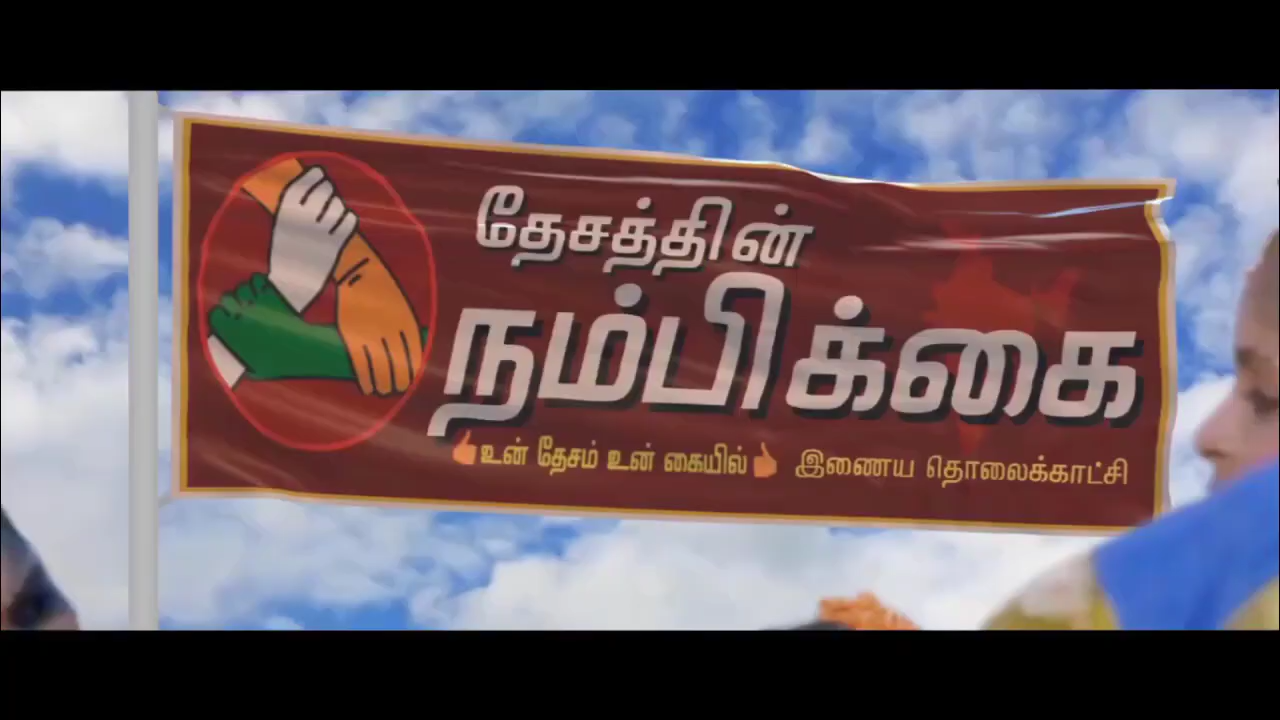 தேசத்தின்
நம்பிக்கை
உன் தேசம் உன் கையில் இணைய தொலைக்காட்சி